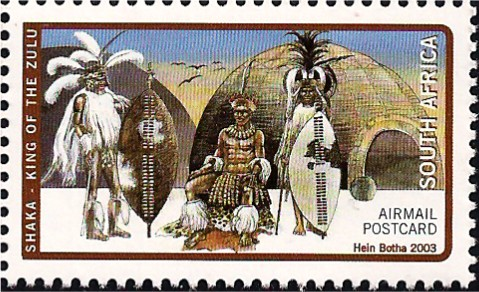 SHAKA - KING OF THE ZULU
SOUTH AFRICA
AIRMAIL
POSTCARD
Hein Botha 2003